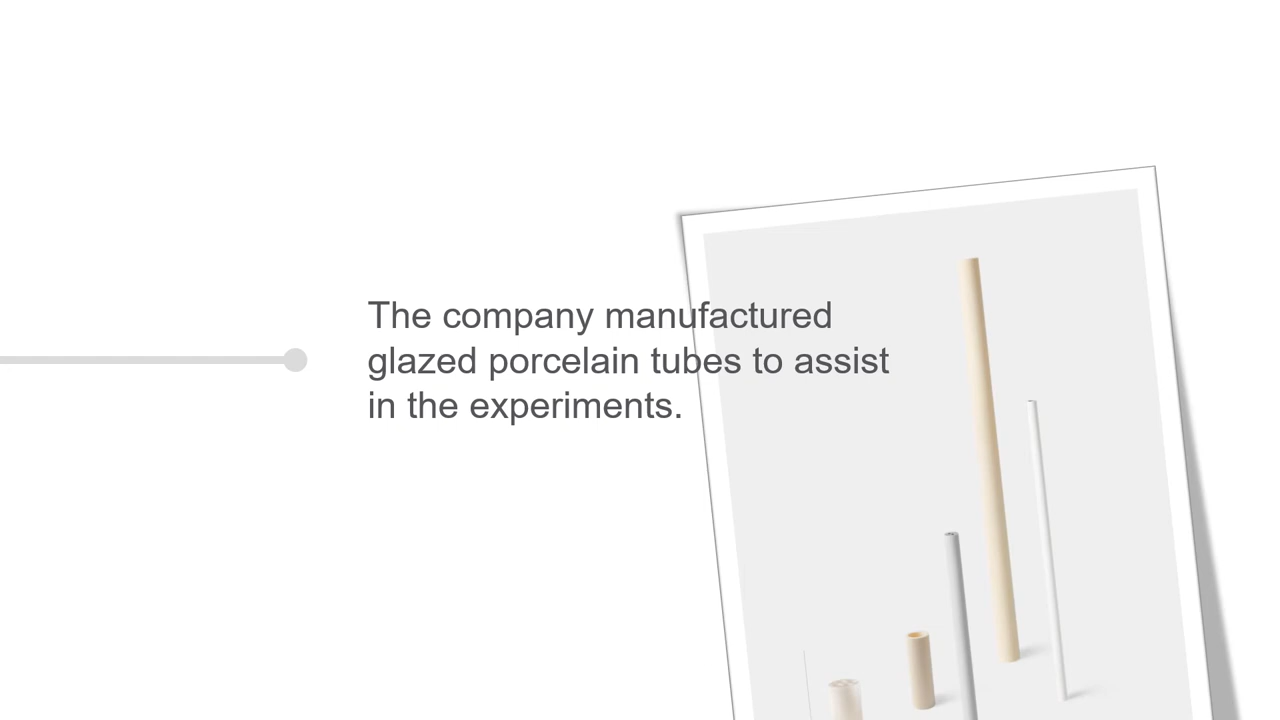 The company manufactured
glazed porcelain tubes to assist
in the experiments.